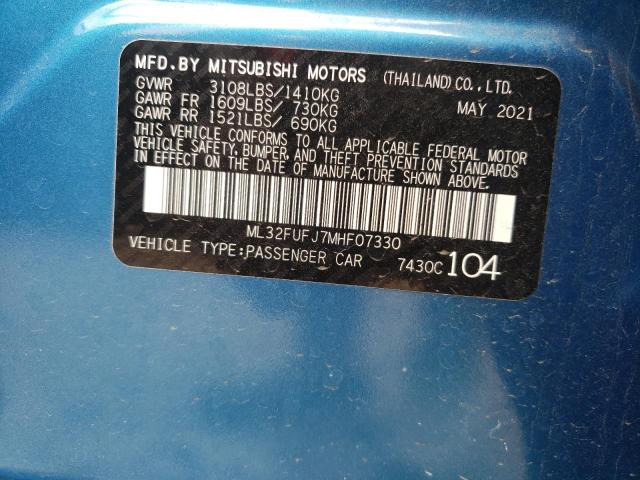 MFD.BY MITSUBISHI MOTORS (THAILAND) CO.,LTD.
GVWR 3108LBS/1410KG MAY 2021
GAWR FR 1609LBS/ 730KG
GAWR RR 1521LBS/ 690KG
THIS VEHICLE CONFORMS TO ALL APPLICABLE FEDERAL MOTOR
VEHICLE SAFETY, BUMPER, AND THEFT PREVENTION STANDARDS
IN EFFECT ON THE DATE OF MANUFACTURE SHOWN ABOVE.
ML32FUFJ7MHF07330
VEHICLE TYPE:PASSENGER CAR 7430C 104